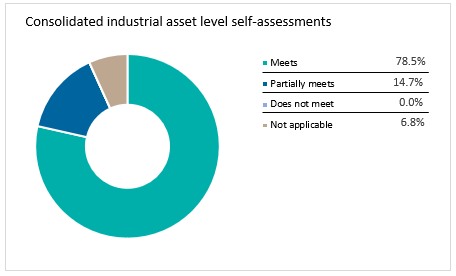 Consolidated industrial asset level self-assessments
Meets 78.5%
Partially meets 14.7%
Does not meet 0.0%
Not applicable 6.8%